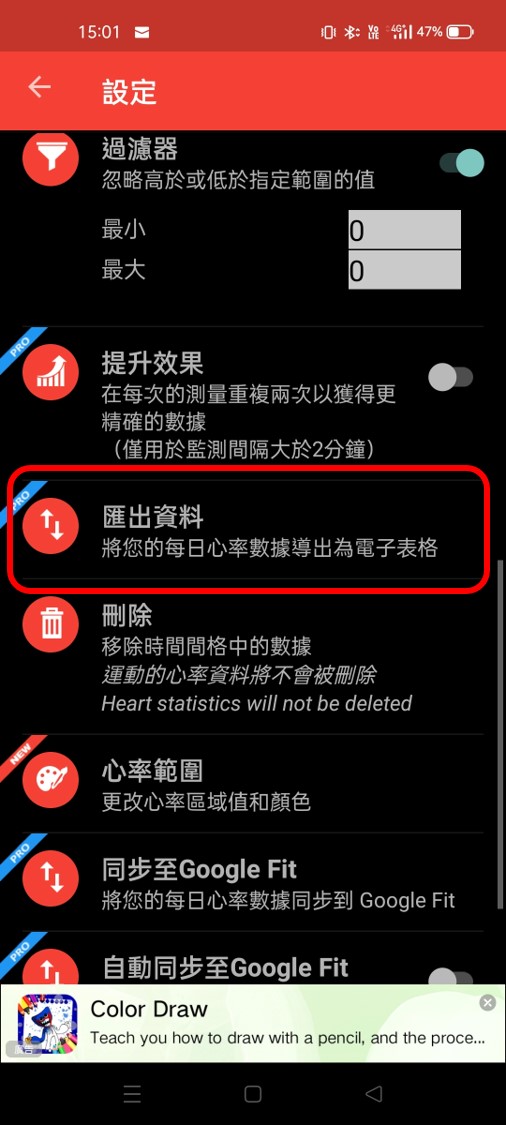 15:01
VO LTE 4G+ 47%
設定
過濾器
忽略高於或低於指定範圍的值
最小 0
最大 0
PRO
提升效果
在每次的測量重複兩次以獲得更
精確的數據
（僅用於監測間隔大於2分鐘）
PRO
匯出資料
將您的每日心率數據導出為電子表格
刪除
移除時間間格中的數據
運動的心率資料將不會被刪除
Heart statistics will not be deleted
NEW
心率範圍
更改心率區域值和顏色
PRO
同步至Google Fit
將您的每日心率數據同步到 Google Fit
PRO
自動同步至Google Fit
Color Draw
Teach you how to draw with a pencil, and the proce...
廣告